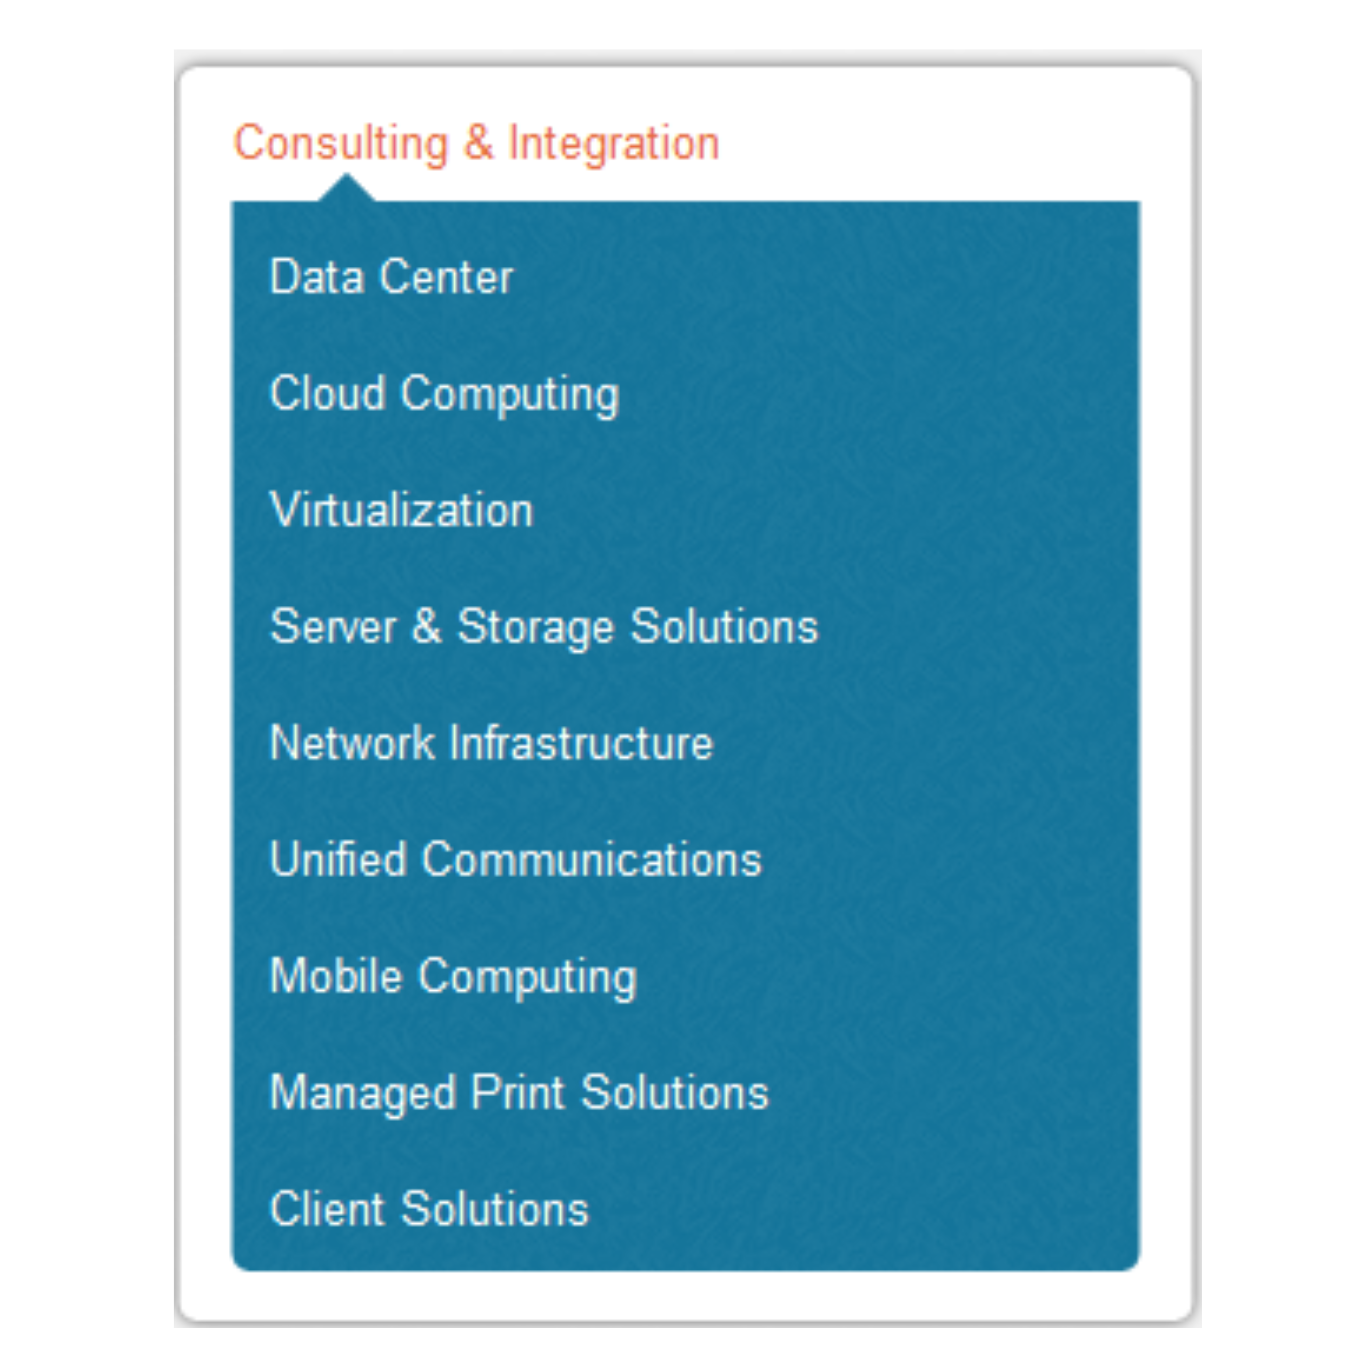 Consulting & Integration
Data Center
Cloud Computing
Virtualization
Server & Storage Solutions
Network Infrastructure
Unified Communications
Mobile Computing
Managed Print Solutions
Client Solutions